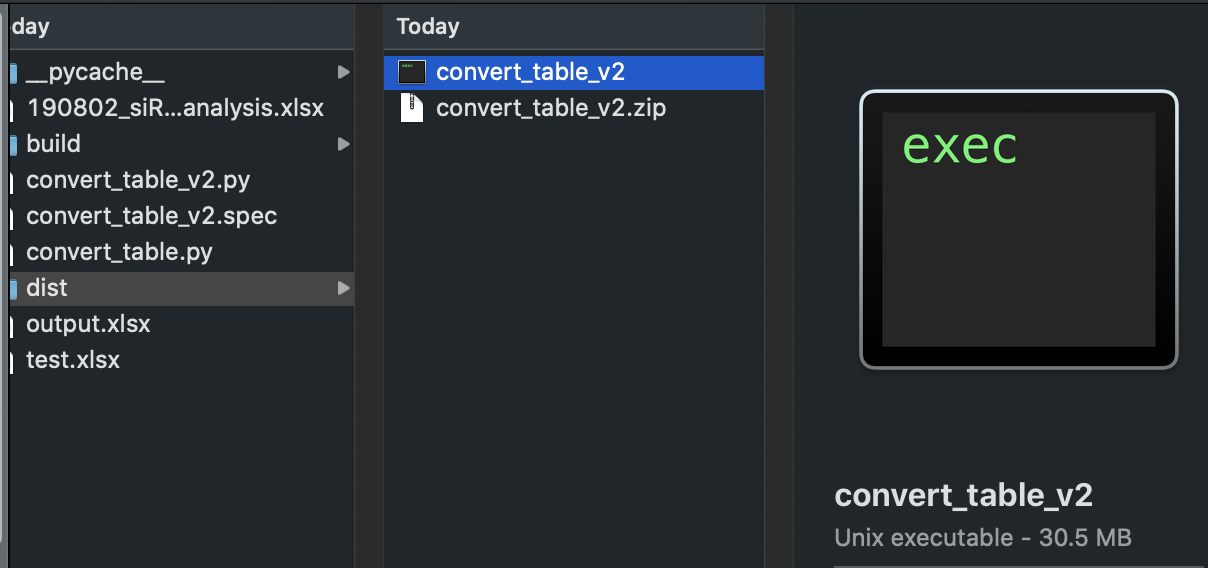 day
__pycache__
190802_siR...analysis.xlsx
build
convert_table_v2.py
convert_table_v2.spec
convert_table.py
dist
output.xlsx
test.xlsx
Today
convert_table_v2
convert_table_v2.zip
exec
convert_table_v2
Unix executable - 30.5 MB